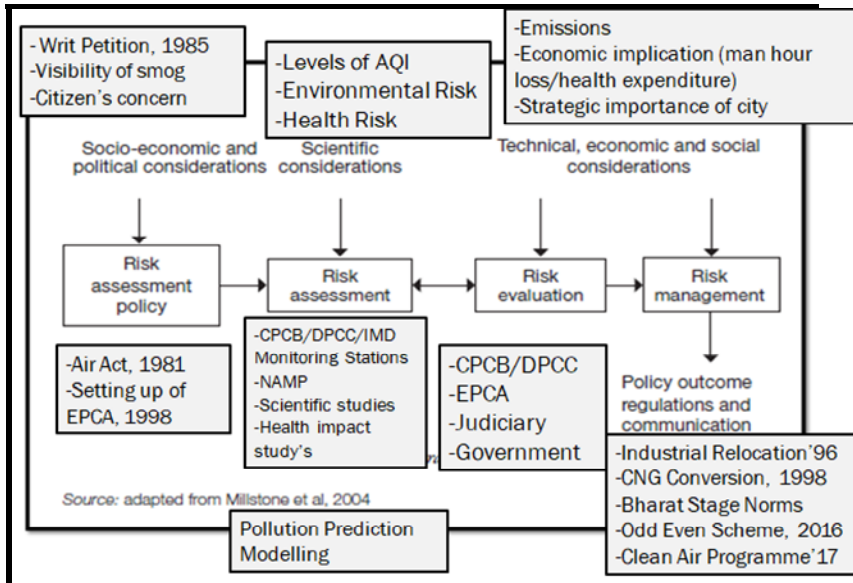 - Writ Petition, 1985
-Visibility of smog
-Citizen's concern
-Levels of AQI
-Environmental Risk
-Health Risk
-Emissions
-Economic implication (man hour
loss/health expenditure)
-Strategic importance of city
Socio-economic and
political considerations
Scientific
considerations
Technical, economic and social
considerations
Risk
assessment
policy
Risk
assessment
Risk
evaluation
Risk
management
-Air Act, 1981
-Setting up of
EPCA, 1998
-CPCB/DPCC/IMD
Monitoring Stations
-NAMP
-Scientific studies
-Health impact
study's
-CPCB/DPCC
-EPCA
-Judiciary
-Government
Policy outcome
regulations and
communication
-Industrial Relocation'96
-CNG Conversion, 1998
-Bharat Stage Norms
-Odd Even Scheme, 2016
-Clean Air Programme'17
Source: adapted from Millstone et al, 2004
Pollution Prediction
Modelling